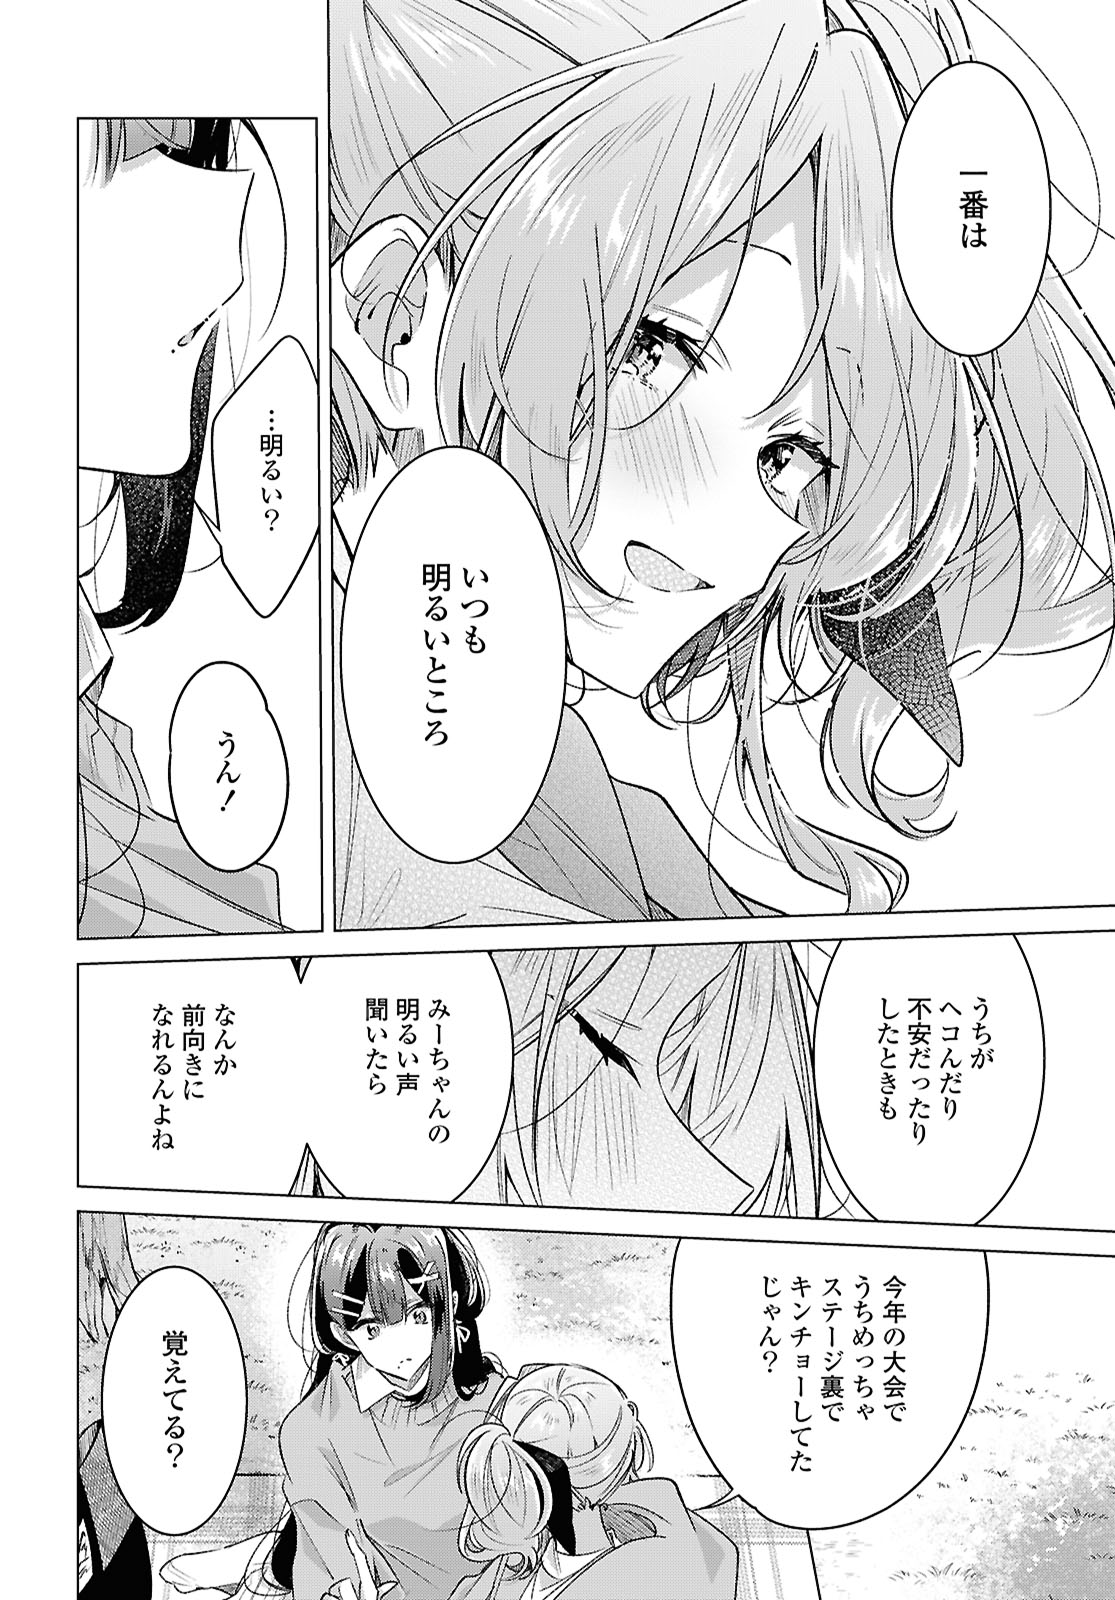 一番は
いつも
明るいところ
…明るい?
うん!
うちが
ヘコんだり
不安だったり
したときも
みーちゃんの
明るい声
聞いたら
なんか
前向きに
なれるんよね
今年の大会で
うちめっちゃ
ステージ裏で
キンチョーしてた
じゃん?
覚えてる?